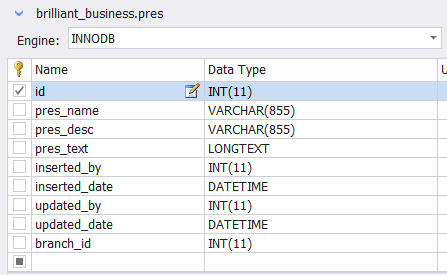 brilliant_business.pres
Engine: INNODB
Name Data Type U
id INT(11)
pres_name VARCHAR(855)
pres_desc VARCHAR(855)
pres_text LONGTEXT
inserted_by INT(11)
inserted_date DATETIME
updated_by INT(11)
updated_date DATETIME
branch_id INT(11)